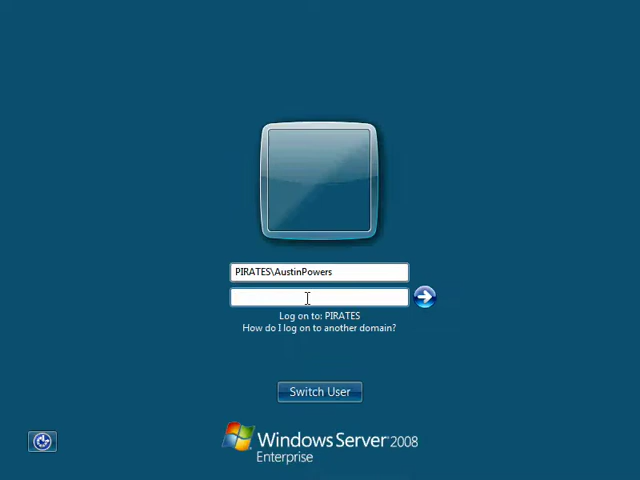 PIRATES\AustinPowers
Log on to: PIRATES
How do I log on to another domain?
Switch User
Windows Server 2008
Enterprise